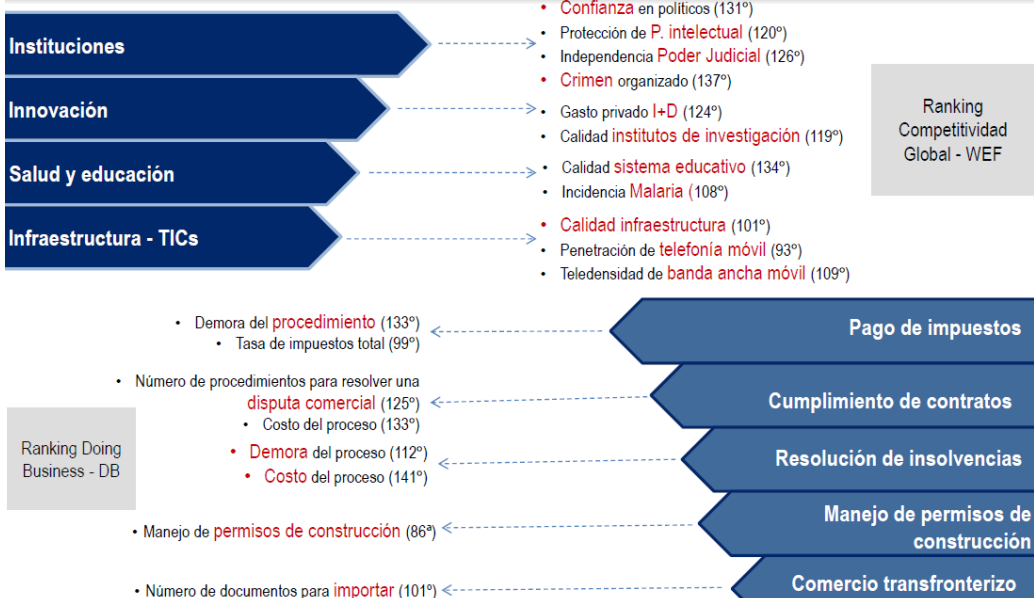 • Confianza en políticos (131º)
Instituciones
• Protección de P. intelectual (120º)
• Independencia Poder Judicial (126º)
• Crimen organizado (137º)
Innovación
• Gasto privado I+D (124º)
• Calidad institutos de investigación (119º)
Ranking
Competitividad
Global - WEF
Salud y educación
• Calidad sistema educativo (134º)
• Incidencia Malaria (108º)
Infraestructura - TICs
• Calidad infraestructura (101º)
• Penetración de telefonía móvil (93º)
• Teledensidad de banda ancha móvil (109º)
• Demora del procedimiento (133º)
• Tasa de impuestos total (99º)
Pago de impuestos
• Número de procedimientos para resolver una
disputa comercial (125º)
• Costo del proceso (133º)
Cumplimiento de contratos
Ranking Doing
Business - DB
• Demora del proceso (112º)
• Costo del proceso (141º)
Resolución de insolvencias
• Manejo de permisos de construcción (86ª)
Manejo de permisos de
construcción
• Número de documentos para importar (101º)
Comercio transfronterizo